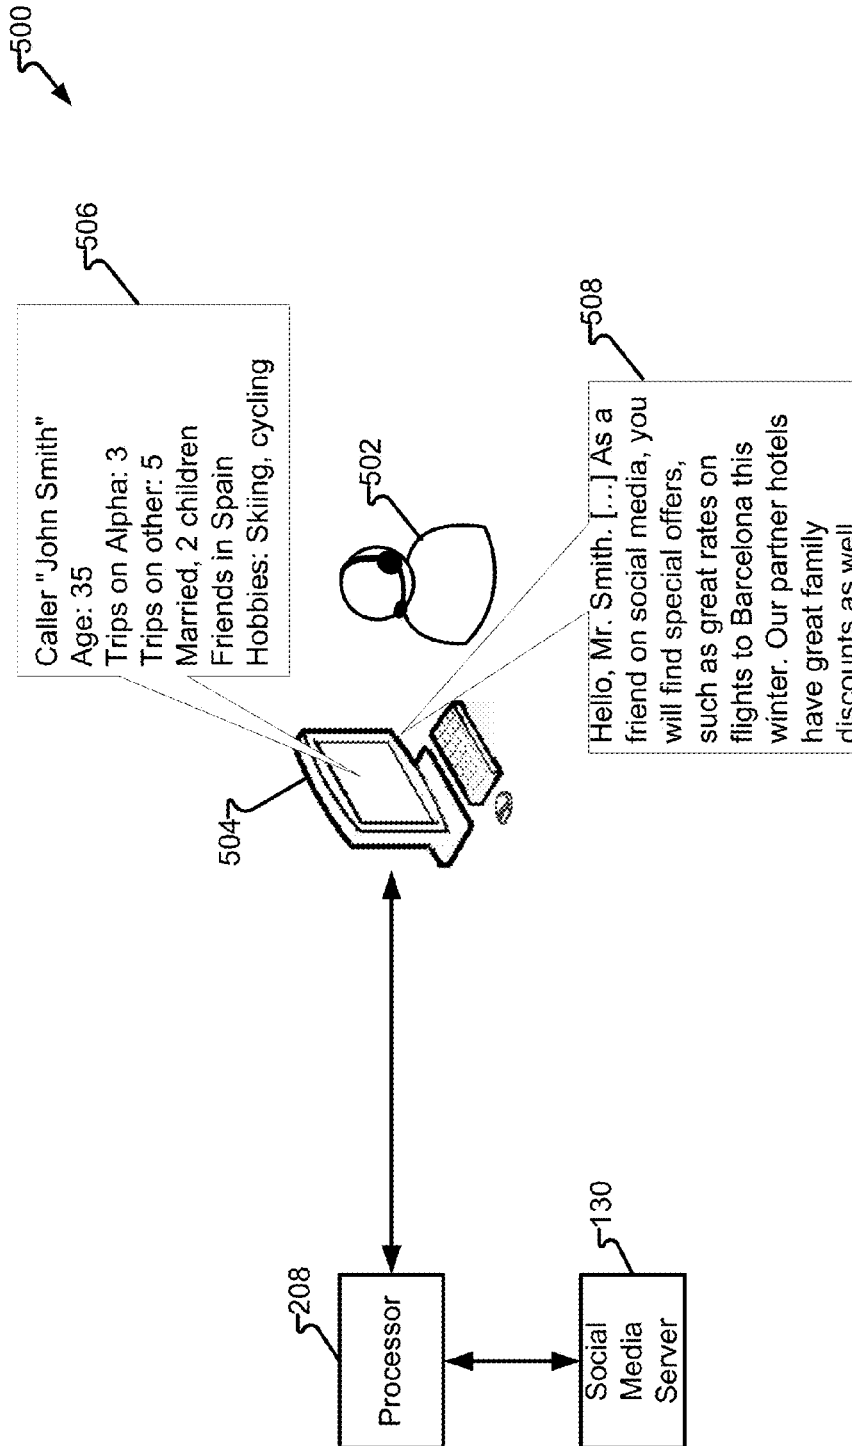 500
506
Caller "John Smith"
Age: 35
Trips on Alpha: 3
Trips on other: 5
Married, 2 children
Friends in Spain
Hobbies: Skiing, cycling
504
502
208
Processor
508
Hello, Mr. Smith. [...] As a
friend on social media, you
will find special offers,
such as great rates on
flights to Barcelona this
winter. Our partner hotels
have great family
discounts as well
130
Social
Media
Server